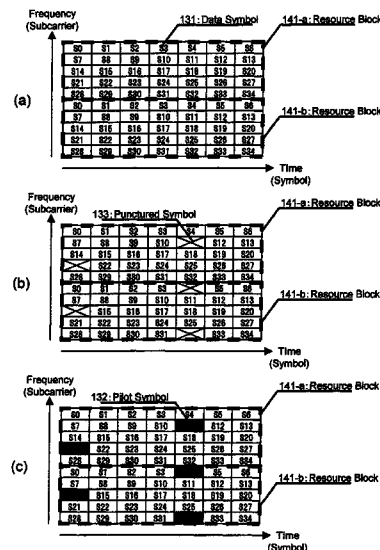 Frequency
(Subcarrier)
131: Data Symbol
141-a: Resource Block
S0 S1 S2 S3 S4 S5 S6
S7 S8 S9 S10 S11 S12 S13
S14 S15 S16 S17 S18 S19 S20
S21 S22 S23 S24 S25 S26 S27
S28 S29 S30 S31 S32 S33 S34
(a)
S0 S1 S2 S3 S4 S5 S6
S7 S8 S9 S10 S11 S12 S13
141-b: Resource Block
S14 S15 S16 S17 S18 S19 S20
S21 S22 S23 S24 S25 S26 S27
S28 S29 S30 S31 S32 S33 S34
Time
(Symbol)
Frequency
(Subcarrier)
133: Punctured Symbol
141-a: Resource Block
S0 S1 S2 S3 S4 S5 S6
S7 S8 S9 S10 S12 S13
S14 S15 S16 S17 S18 S19 S20
S22 S23 S24 S25 S26 S27
S28 S29 S30 S31 S32 S33 S34
(b)
S0 S1 S2 S3 S5 S6
S7 S8 S9 S10 S11 S12 S13
141-b: Resource Block
S15 S16 S17 S18 S19 S20
S21 S22 S23 S24 S25 S26 S27
S28 S29 S30 S31 S33 S34
Time
(Symbol)
Frequency
(Subcarrier)
132: Pilot Symbol
141-a: Resource Block
S0 S1 S2 S3 S4 S5 S6
S7 S8 S9 S10 S12 S13
S14 S15 S16 S17 S18 S19 S20
S22 S23 S24 S25 S26 S27
S28 S29 S30 S31 S32 S33 S34
(c)
S0 S1 S2 S3 S5 S6
S7 S8 S9 S10 S11 S12 S13
141-b: Resource Block
S15 S16 S17 S18 S19 S20
S21 S22 S23 S24 S25 S26 S27
S28 S29 S30 S31 S33 S34
Time
(Symbol)